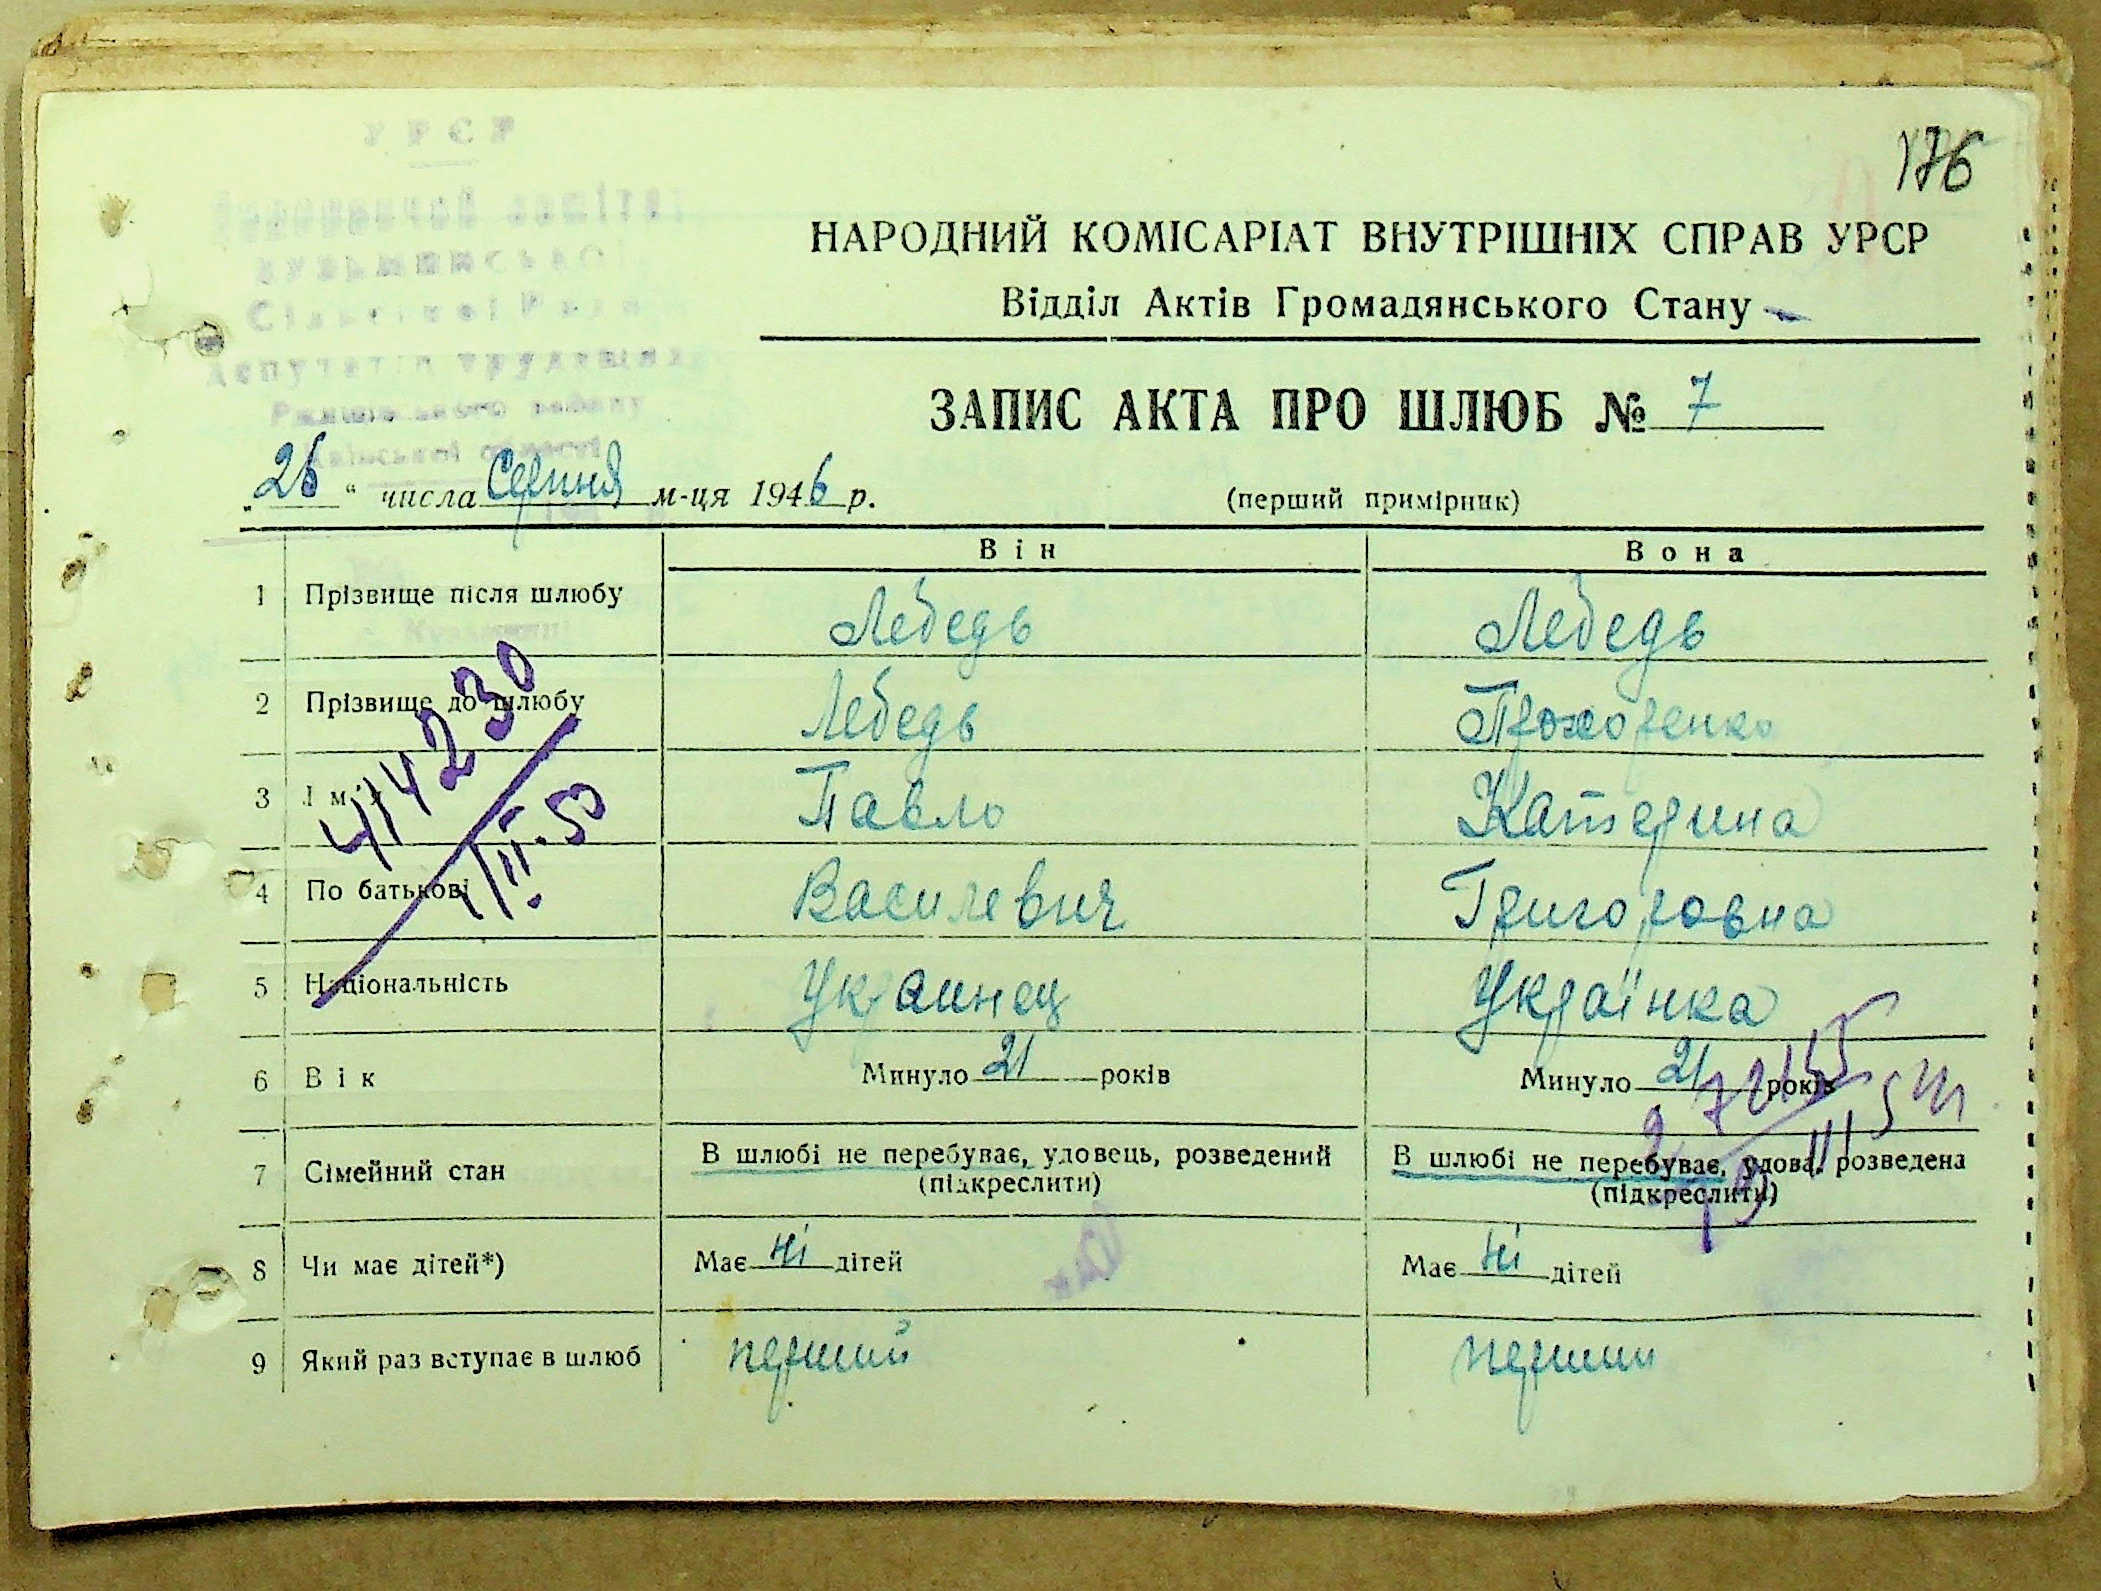 УРСР
176
НАРОДНИЙ КОМІСАРІАТ ВНУТРІШНІХ СПРАВ УРСР
Відділ Актів Громадянського Стану
ЗАПИС АКТА ПРО ШЛЮБ № 7
„26“ числа Серпня м-ця 1946 р.
(перший примірник)
Він Вона
1 Прізвище після шлюбу Лебедь Лебедь
2 Прізвище до шлюбу Лебедь Прохоренко
3 Ім'я Павло Катерина
4 По батькові Василевич Григоровна
5 Національність Украинец Українка
6 Вік Минуло 21 років Минуло 21 років
7 Сімейний стан В шлюбі не перебуває, удовець, розведений В шлюбі не перебуває, удова, розведена
(підкреслити) (підкреслити)
8 Чи має дітей*) Має ні дітей Має ні дітей
9 Який раз вступає в шлюб перший перший